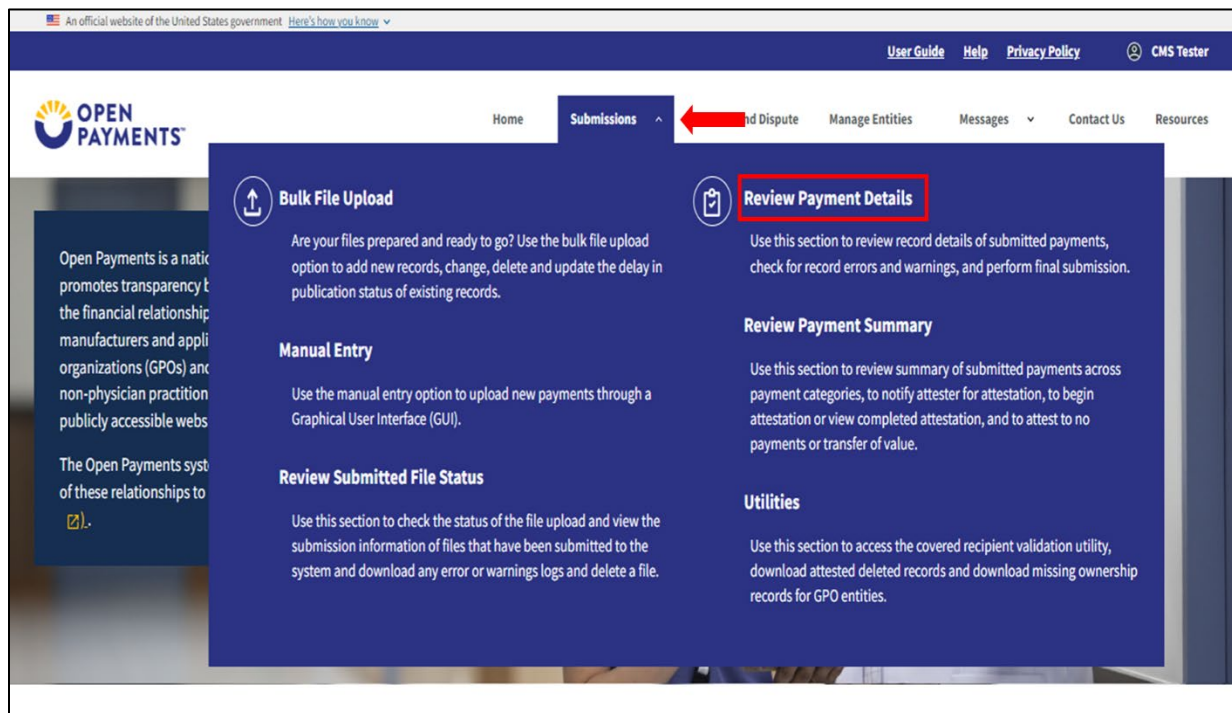 An official website of the United States government Here's how you know
User Guide Help Privacy Policy CMS Tester
OPEN
PAYMENTS™
Home Submissions nd Dispute Manage Entities Messages Contact Us Resources
Bulk File Upload
Are your files prepared and ready to go? Use the bulk file upload
option to add new records, change, delete and update the delay in
publication status of existing records.
Manual Entry
Use the manual entry option to upload new payments through a
Graphical User Interface (GUI).
Review Submitted File Status
Use this section to check the status of the file upload and view the
submission information of files that have been submitted to the
system and download any error or warnings logs and delete a file.
Review Payment Details
Use this section to review record details of submitted payments,
check for record errors and warnings, and perform final submission.
Review Payment Summary
Use this section to review summary of submitted payments across
payment categories, to notify attester for attestation, to begin
attestation or view completed attestation, and to attest to no
payments or transfer of value.
Utilities
Use this section to access the covered recipient validation utility,
download attested deleted records and download missing ownership
records for GPO entities.
Open Payments is a natio
promotes transparency b
the financial relationship
manufacturers and appli
organizations (GPOs) and
non-physician practition
publicly accessible webs
The Open Payments syst
of these relationships to
).